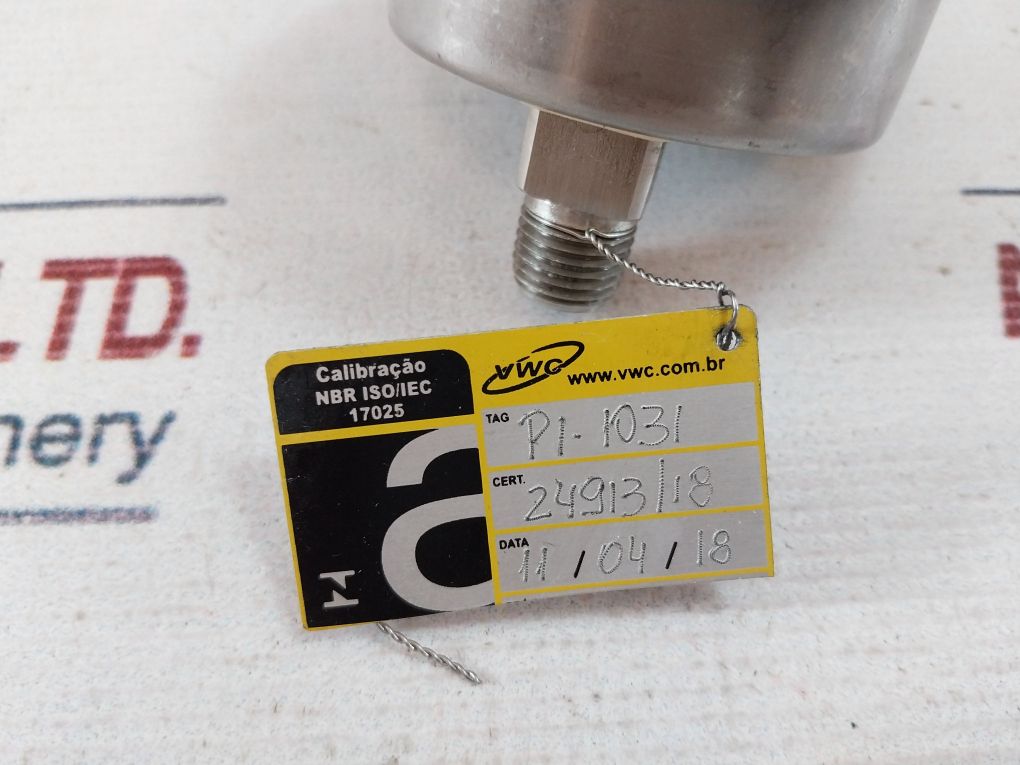 LTD.
Calibração
NBR ISO/IEC
17025
VWC www.vwc.com.br
TAG PI-1031
CERT. 24913/18
DATA 11/04/18
a